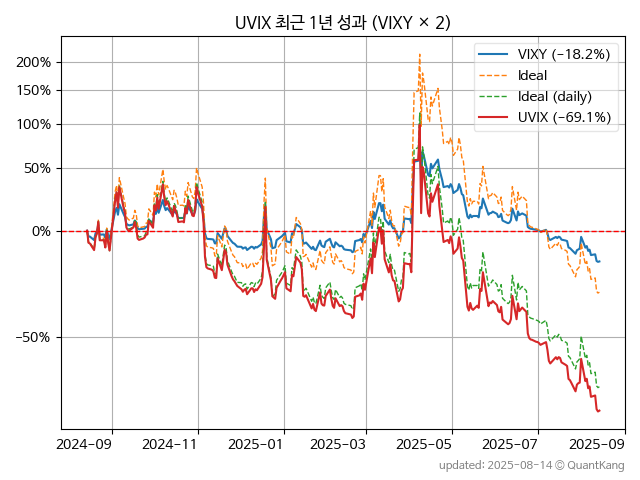 UVIX 최근 1년 성과 (VIXY × 2)
VIXY (−18.2%)
Ideal
Ideal (daily)
UVIX (−69.1%)
200%
150%
100%
50%
0%
−50%
2024-09 2024-11 2025-01 2025-03 2025-05 2025-07 2025-09
updated: 2025-08-14 © QuantKang